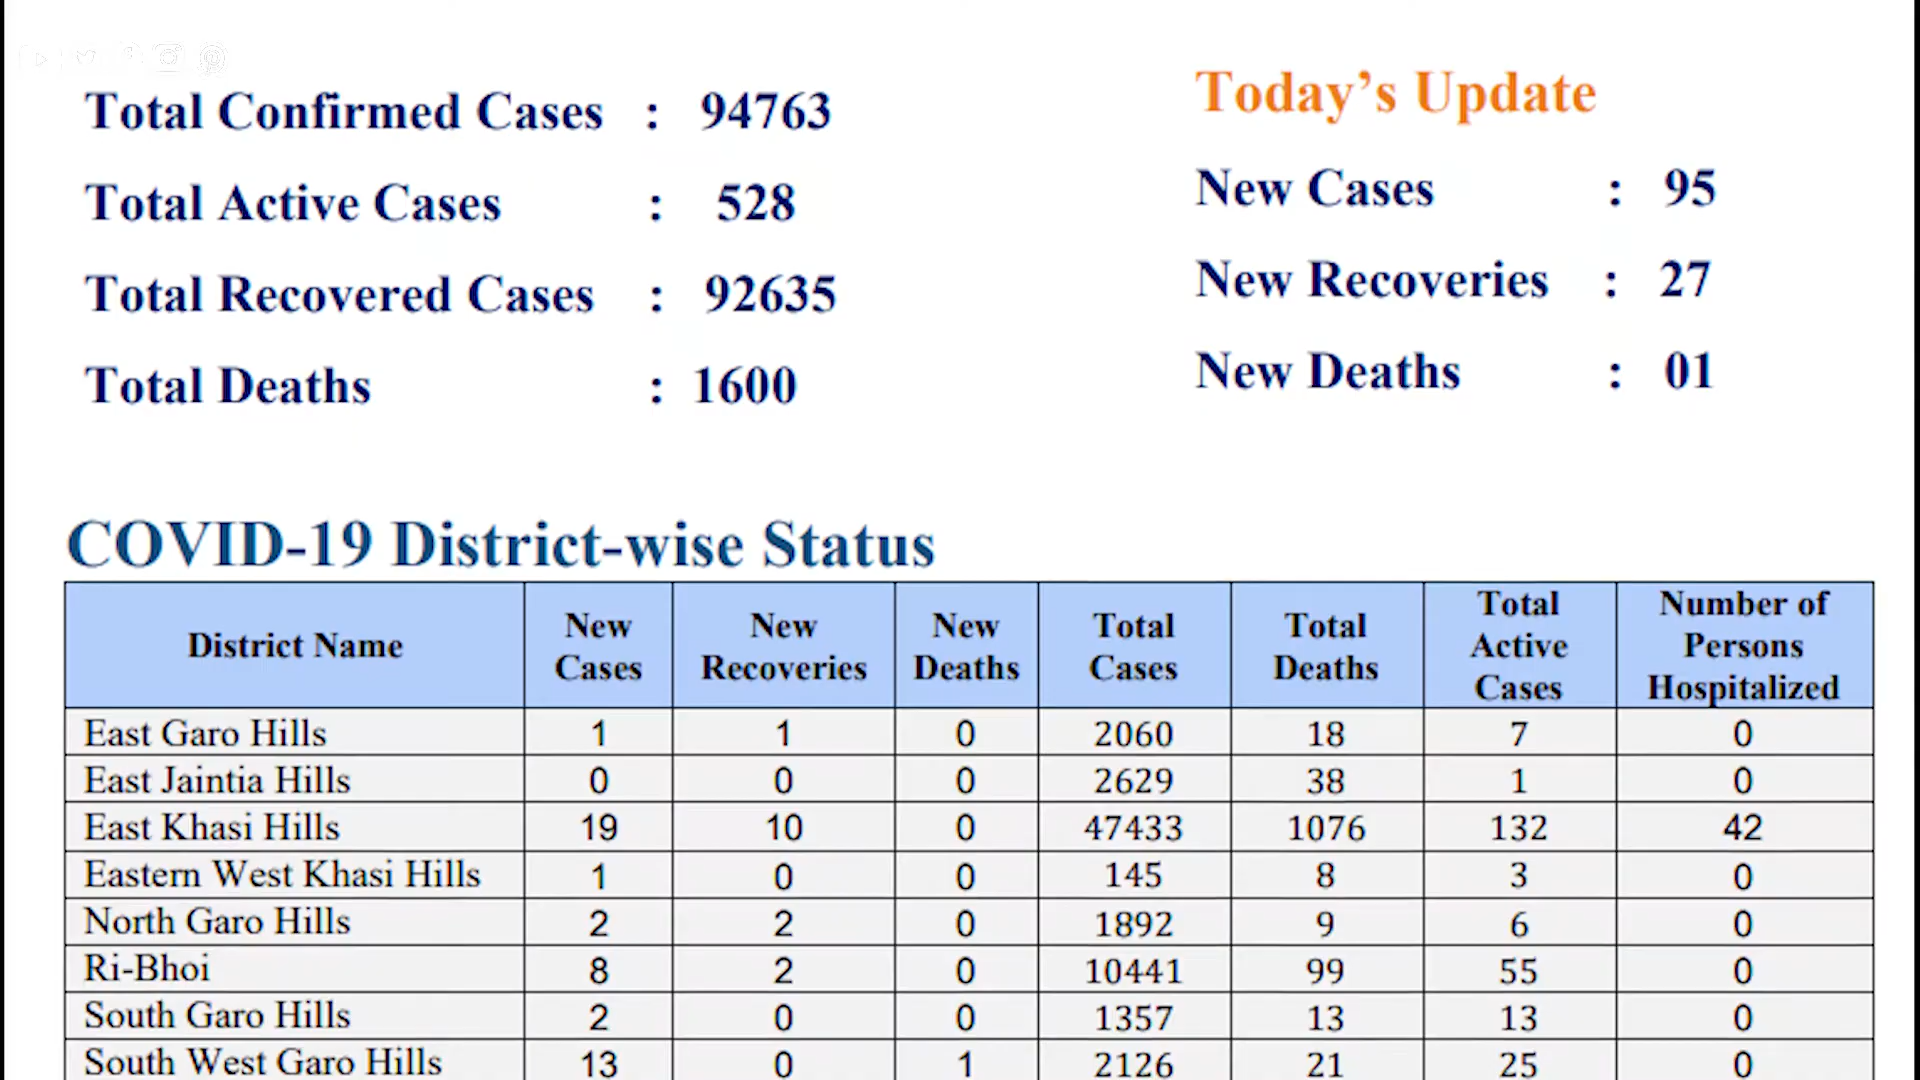 Total Confirmed Cases : 94763
Total Active Cases : 528
Total Recovered Cases : 92635
Total Deaths : 1600
Today’s Update
New Cases : 95
New Recoveries : 27
New Deaths : 01
COVID-19 District-wise Status
District Name New Cases New Recoveries New Deaths Total Cases Total Deaths Total Active Cases Number of Persons Hospitalized
East Garo Hills 1 1 0 2060 18 7 0
East Jaintia Hills 0 0 0 2629 38 1 0
East Khasi Hills 19 10 0 47433 1076 132 42
Eastern West Khasi Hills 1 0 0 145 8 3 0
North Garo Hills 2 2 0 1892 9 6 0
Ri-Bhoi 8 2 0 10441 99 55 0
South Garo Hills 2 0 0 1357 13 13 0
South West Garo Hills 13 0 1 2126 21 25 0